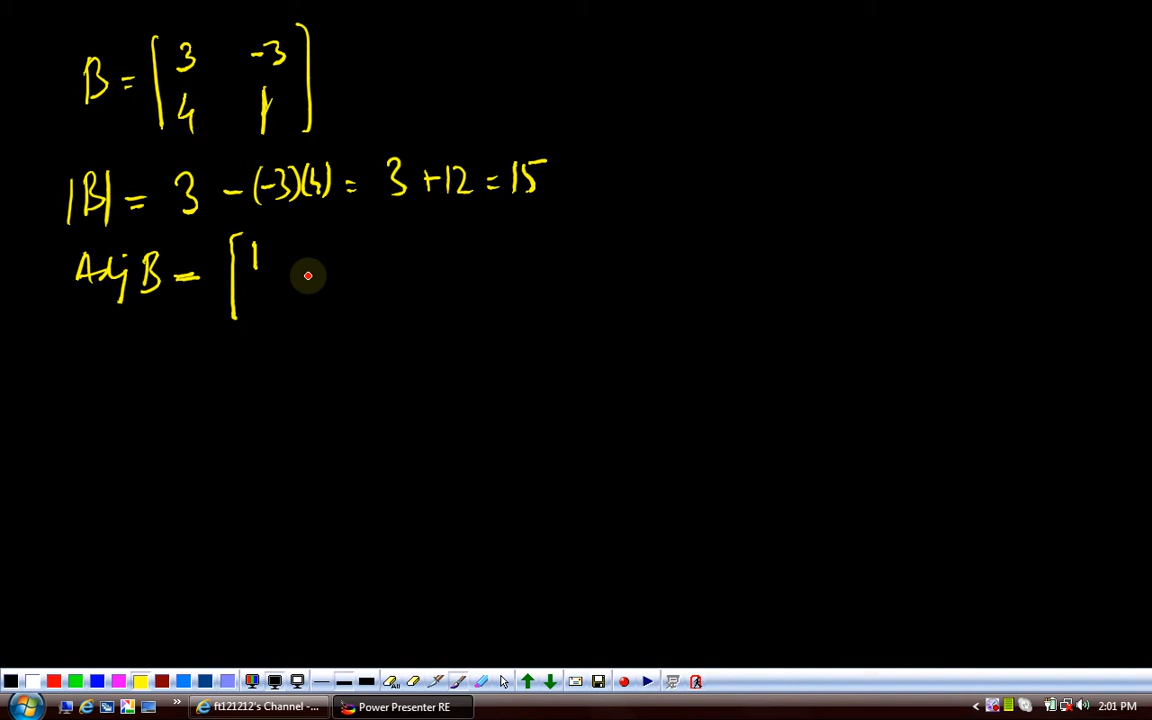 B = [ 3 -3
4 1 ]
|B| = 3 - (-3)(4) = 3 + 12 = 15
Adj B = [ 1
All
ft121212's Channel -...
Power Presenter RE
2:01 PM